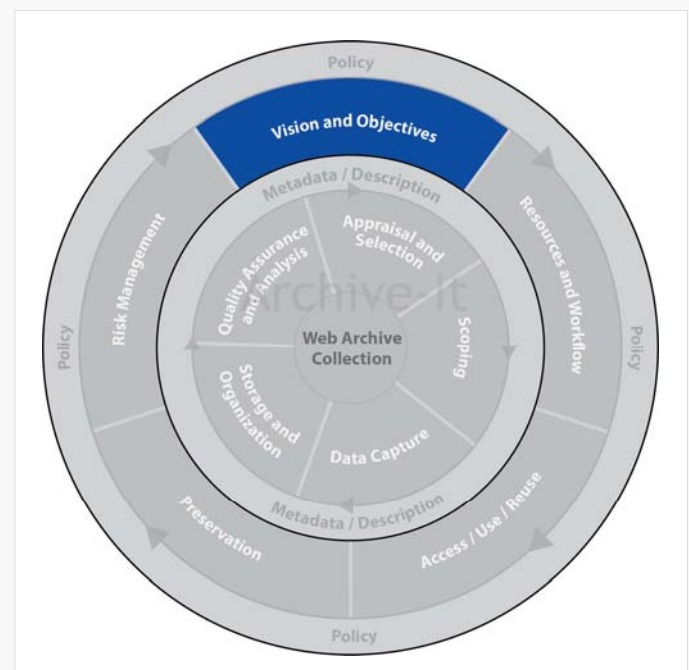 Policy
Vision and Objectives
Metadata / Description
Appraisal and
Selection
Quality Assurance
and Analysis
Resources and Workflow
Risk Management
Archive-It
Scoping
Web Archive
Collection
Policy
Policy
Storage and
Organization
Data Capture
Metadata / Description
Preservation
Access / Use / Reuse
Policy